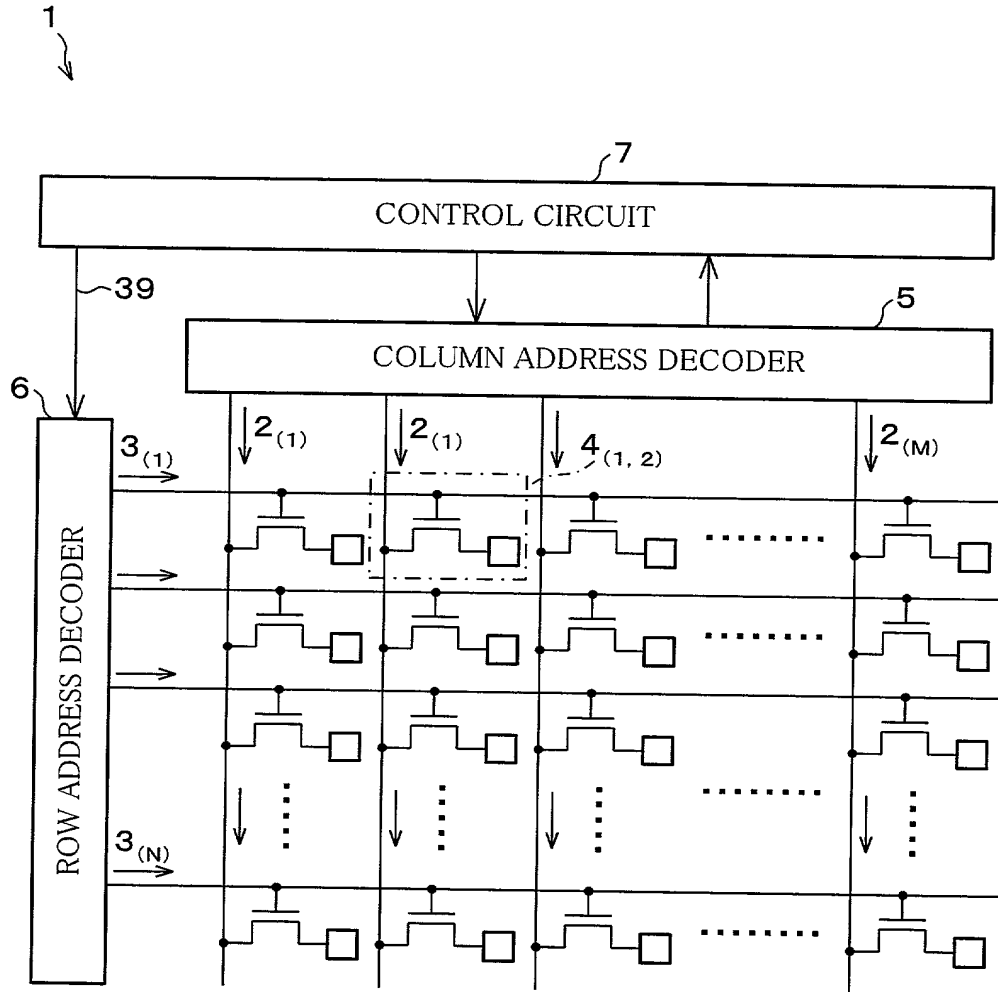 1
7
CONTROL CIRCUIT
39
5
COLUMN ADDRESS DECODER
6
2(1)
2(1)
4(1, 2)
2(M)
3(1)
ROW ADDRESS DECODER
3(N)